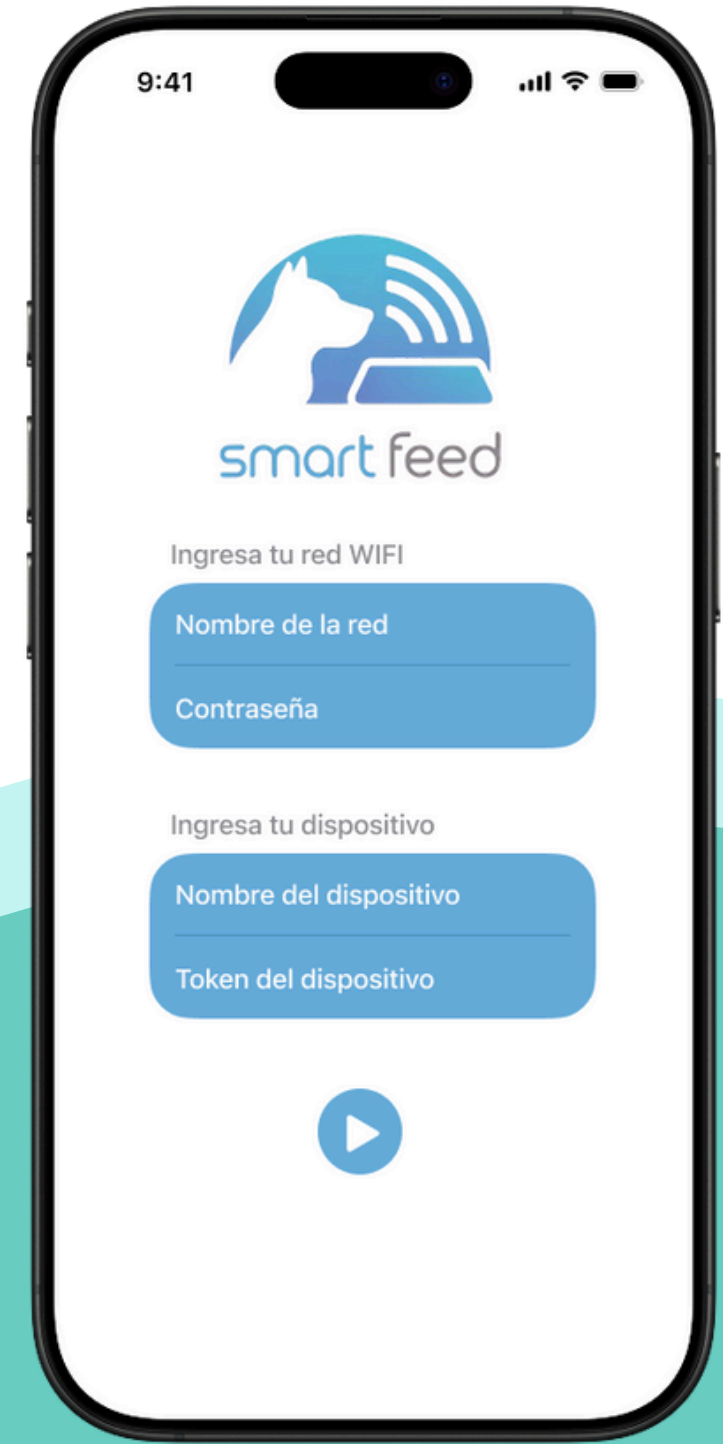 9:41
smart feed
Ingresa tu red WIFI
Nombre de la red
Contraseña
Ingresa tu dispositivo
Nombre del dispositivo
Token del dispositivo